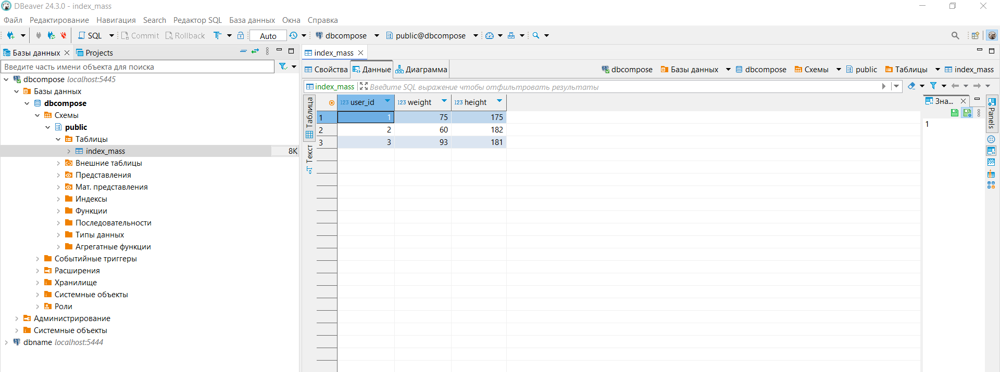 DBeaver 24.3.0 - index_mass
Файл Редактирование Навигация Search Редактор SQL База данных Окна Справка
SQL Commit Rollback Auto dbcompose public@dbcompose
Базы данных Projects
Введите часть имени объекта для поиска
dbcompose localhost:5445
Базы данных
dbcompose
Схемы
public
Таблицы
index_mass 8K
Внешние таблицы
Представления
Мат. представления
Индексы
Функции
Последовательности
Типы данных
Агрегатные функции
Событийные триггеры
Расширения
Хранилище
Системные объекты
Роли
Администрирование
Системные объекты
dbname localhost:5444
index_mass
Свойства Данные Диаграмма
dbcompose Базы данных dbcompose Схемы public Таблицы index_mass
index_mass Введите SQL выражение чтобы отфильтровать результаты
Таблица
Текст
123 user_id 123 weight 123 height
1 1 75 175
2 2 60 182
3 3 93 181
Зна...
1
Panels